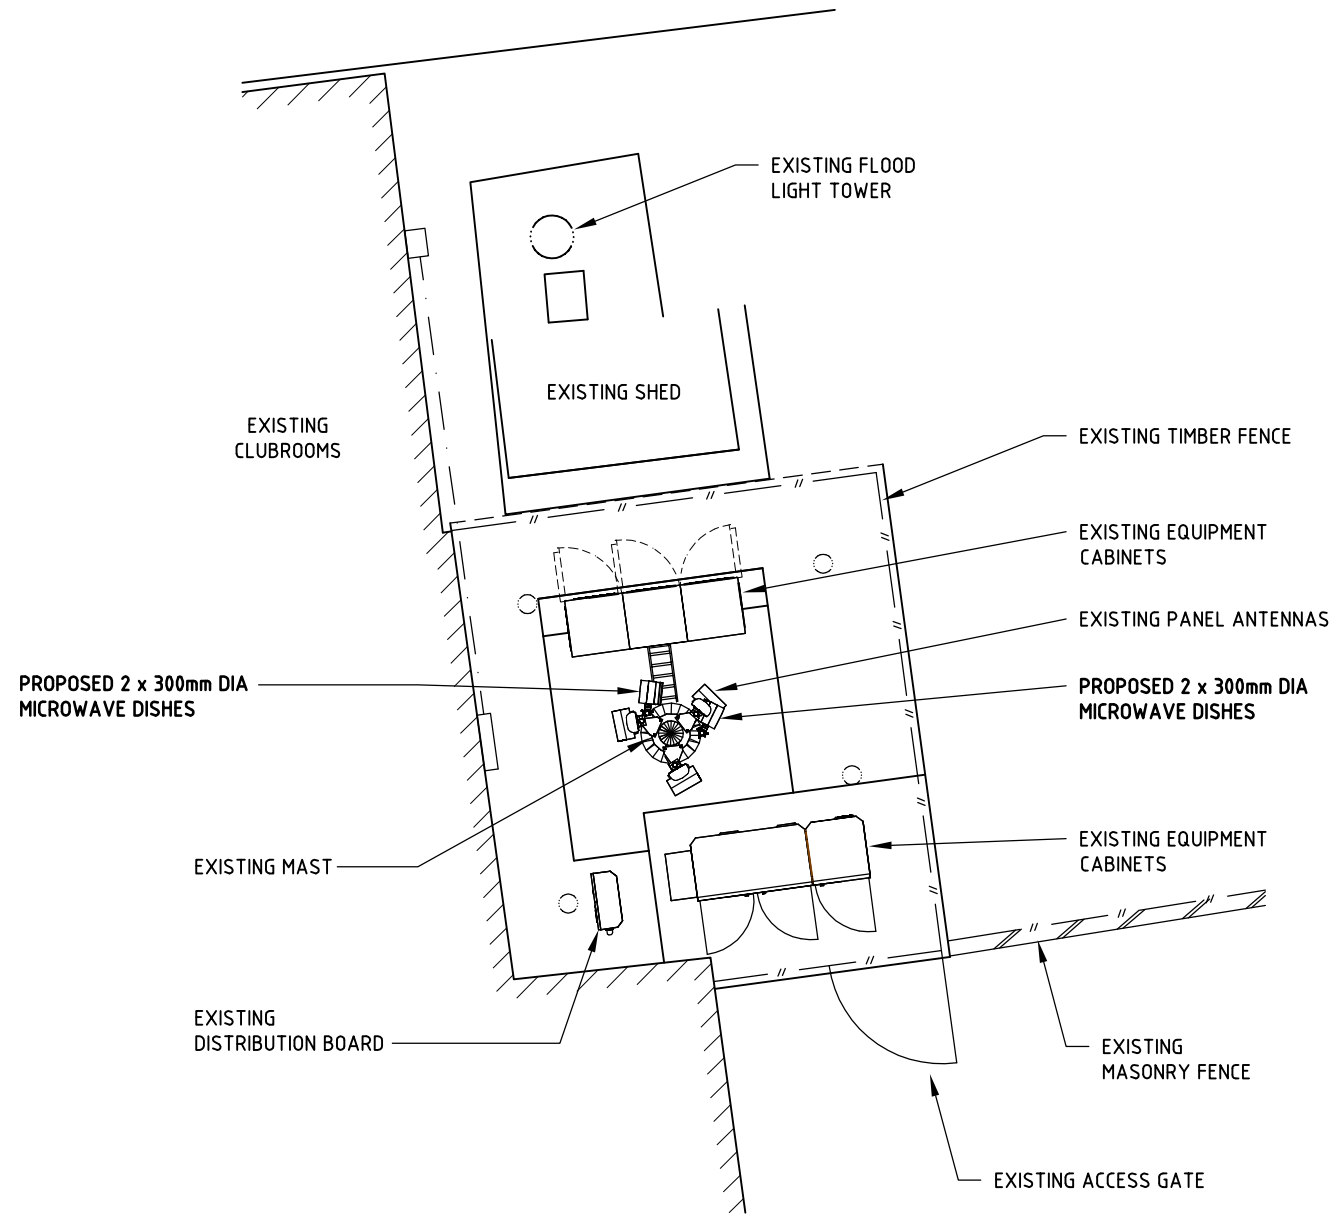 EXISTING FLOOD
LIGHT TOWER
EXISTING SHED
EXISTING
CLUBROOMS
EXISTING TIMBER FENCE
EXISTING EQUIPMENT
CABINETS
EXISTING PANEL ANTENNAS
PROPOSED 2 x 300mm DIA
MICROWAVE DISHES
PROPOSED 2 x 300mm DIA
MICROWAVE DISHES
EXISTING MAST
EXISTING EQUIPMENT
CABINETS
EXISTING
DISTRIBUTION BOARD
EXISTING
MASONRY FENCE
EXISTING ACCESS GATE